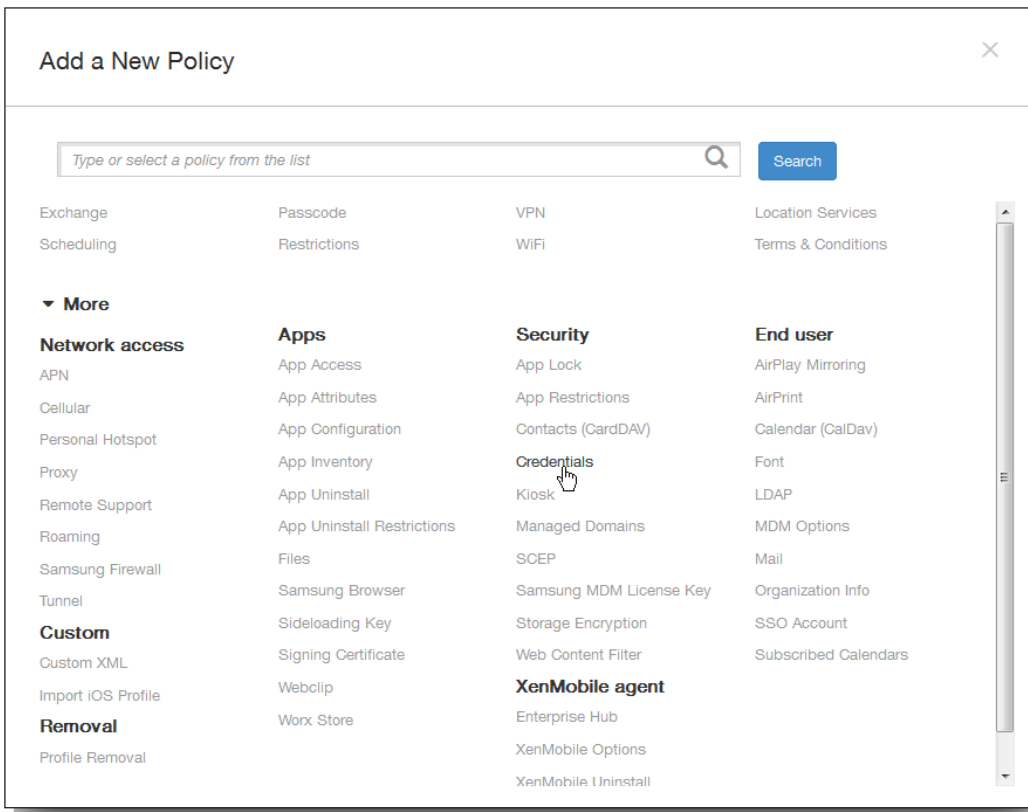 Add a New Policy
Type or select a policy from the list
Search
Exchange
Passcode
VPN
Location Services
Scheduling
Restrictions
WiFi
Terms & Conditions
More
Network access
APN
Cellular
Personal Hotspot
Proxy
Remote Support
Roaming
Samsung Firewall
Tunnel
Custom
Custom XML
Import iOS Profile
Removal
Profile Removal
Apps
App Access
App Attributes
App Configuration
App Inventory
App Uninstall
App Uninstall Restrictions
Files
Samsung Browser
Sideloading Key
Signing Certificate
Webclip
Worx Store
Security
App Lock
App Restrictions
Contacts (CardDAV)
Credentials
Kiosk
Managed Domains
SCEP
Samsung MDM License Key
Storage Encryption
Web Content Filter
XenMobile agent
Enterprise Hub
XenMobile Options
XenMobile Uninstall
End user
AirPlay Mirroring
AirPrint
Calendar (CalDav)
Font
LDAP
MDM Options
Mail
Organization Info
SSO Account
Subscribed Calendars